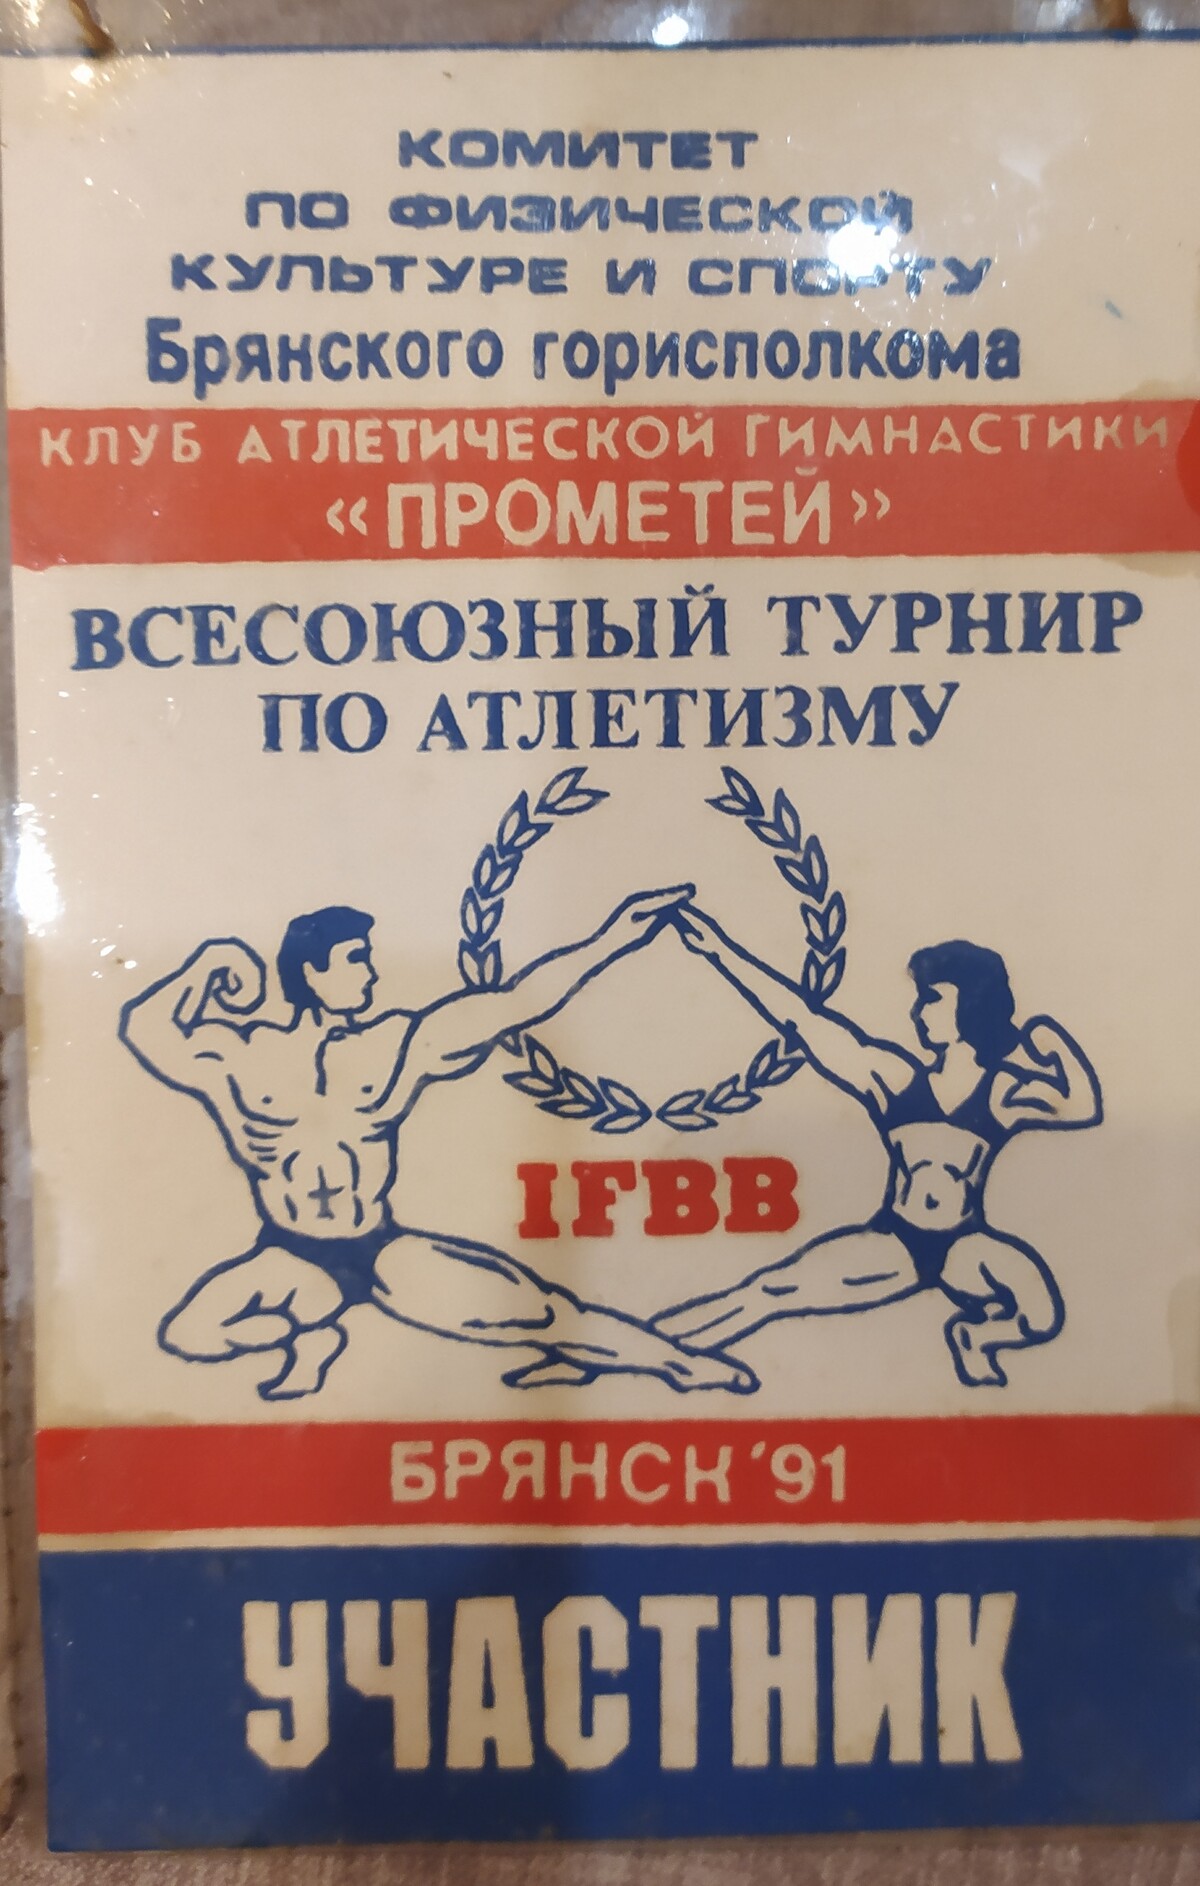 КОМИТЕТ
ПО ФИЗИЧЕСКОЙ
КУЛЬТУРЕ И СПОРТУ
Брянского горисполкома
КЛУБ АТЛЕТИЧЕСКОЙ ГИМНАСТИКИ
«ПРОМЕТЕЙ»
ВСЕСОЮЗНЫЙ ТУРНИР
ПО АТЛЕТИЗМУ
IFBB
БРЯНСК '91
УЧАСТНИК